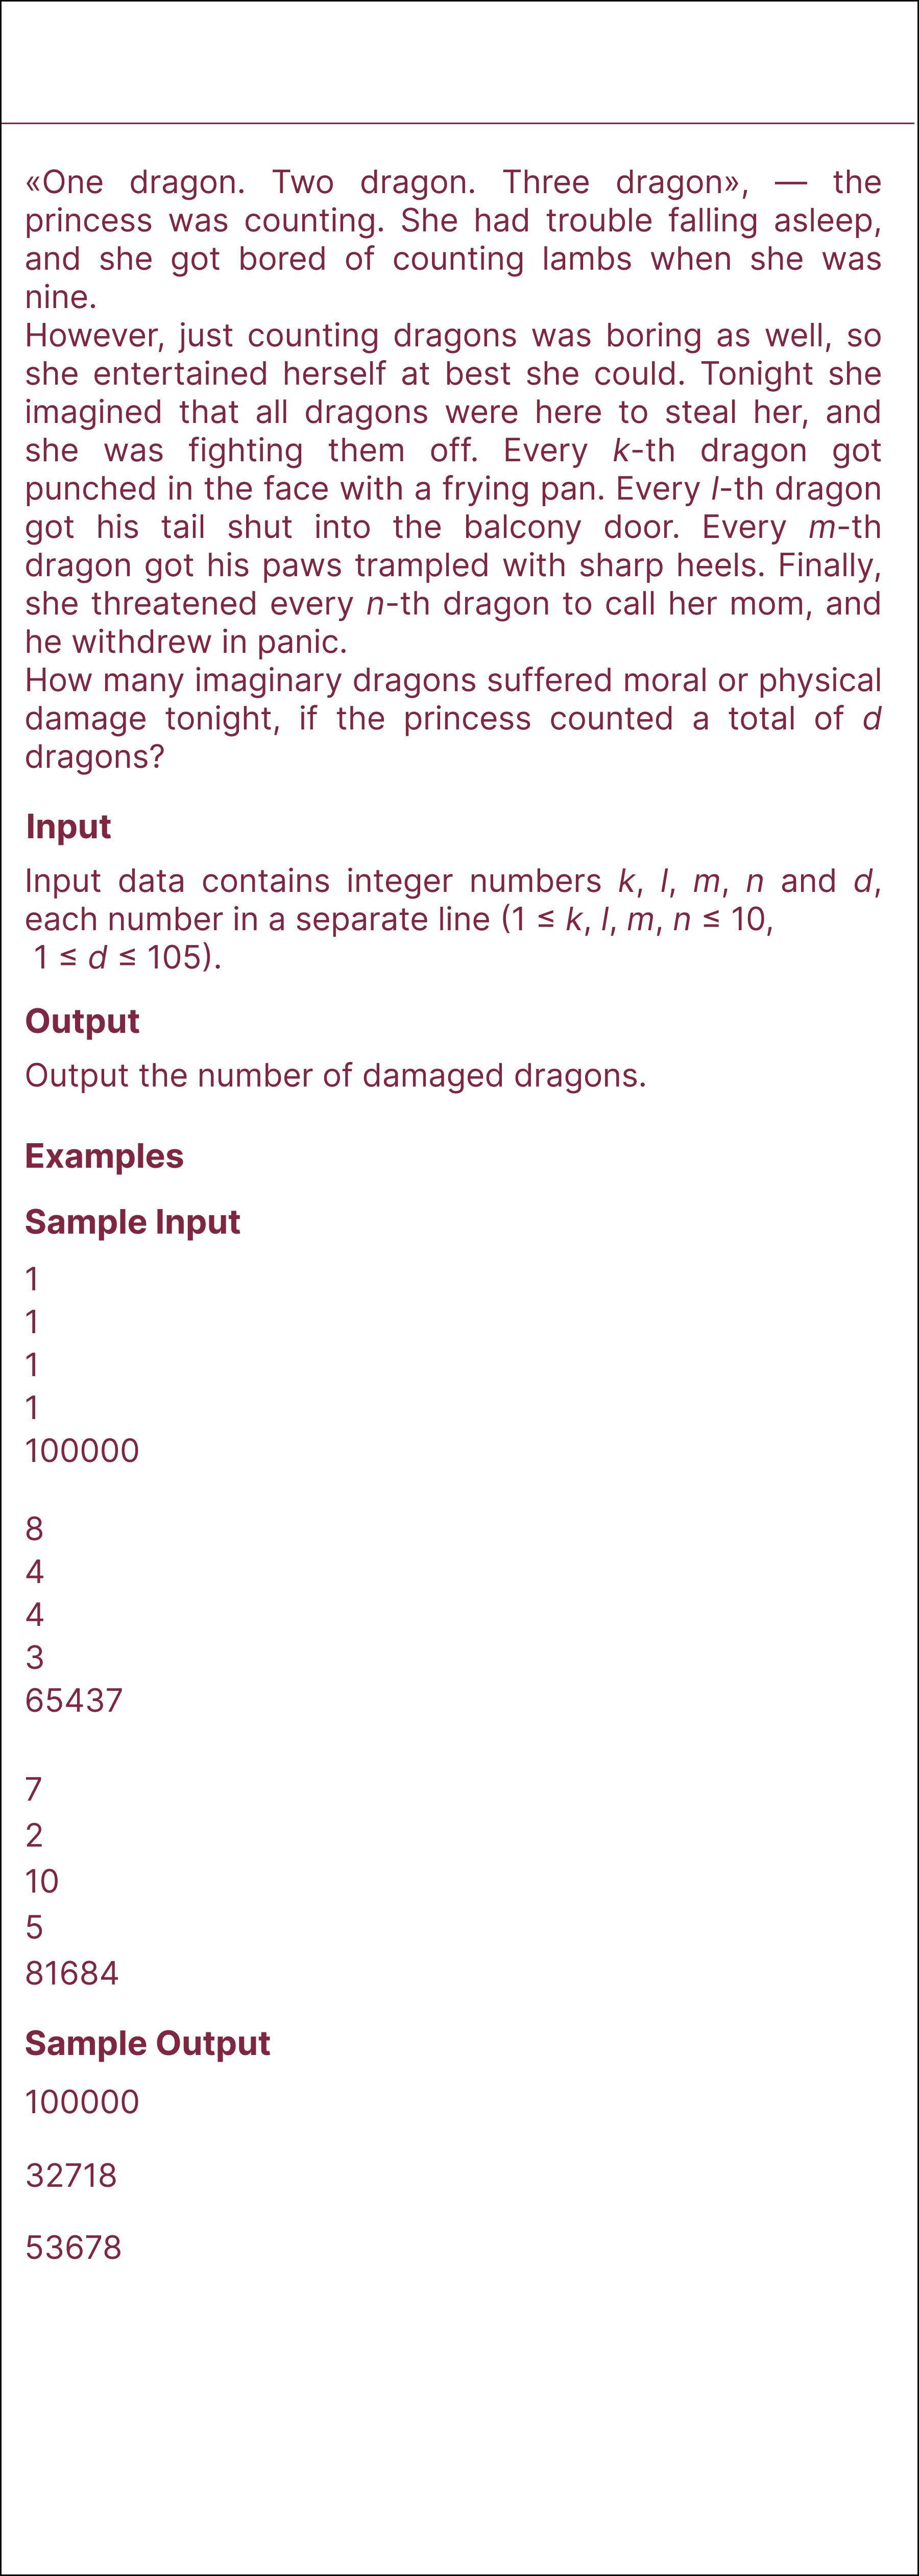 «One dragon. Two dragon. Three dragon», — the
princess was counting. She had trouble falling asleep,
and she got bored of counting lambs when she was
nine.
However, just counting dragons was boring as well, so
she entertained herself at best she could. Tonight she
imagined that all dragons were here to steal her, and
she was fighting them off. Every k-th dragon got
punched in the face with a frying pan. Every l-th dragon
got his tail shut into the balcony door. Every m-th
dragon got his paws trampled with sharp heels. Finally,
she threatened every n-th dragon to call her mom, and
he withdrew in panic.
How many imaginary dragons suffered moral or physical
damage tonight, if the princess counted a total of d
dragons?
Input
Input data contains integer numbers k, l, m, n and d,
each number in a separate line (1 ≤ k, l, m, n ≤ 10,
1 ≤ d ≤ 105).
Output
Output the number of damaged dragons.
Examples
Sample Input
1
1
1
1
100000
8
4
4
3
65437
7
2
10
5
81684
Sample Output
100000
32718
53678